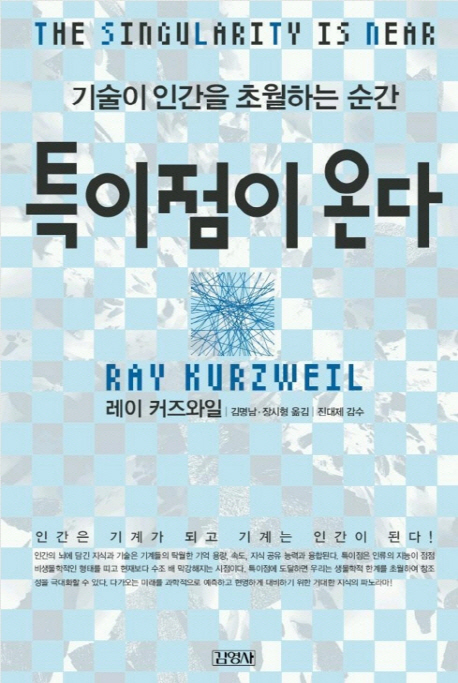 THE SINGULARITY IS NEAR
기술이 인간을 초월하는 순간
특이점이 온다
RAY KURZWEIL
레이 커즈와일 | 김명남·장시형 옮김 | 진대제 감수
인간은 기계가 되고 기계는 인간이 된다!
인간의 뇌에 담긴 지식과 기술은 기계들의 탁월한 기억 용량, 속도, 지식 공유 능력과 융합된다. 특이점은 인류의 지능이 점점
비생물학적인 형태를 띠고 현재보다 수조 배 막강해지는 시점이다. 특이점에 도달하면 우리는 생물학적 한계를 초월하여 창조
성을 극대화할 수 있다. 다가오는 미래를 과학적으로 예측하고 현명하게 대비하기 위한 거대한 지식의 파노라마!
김영사